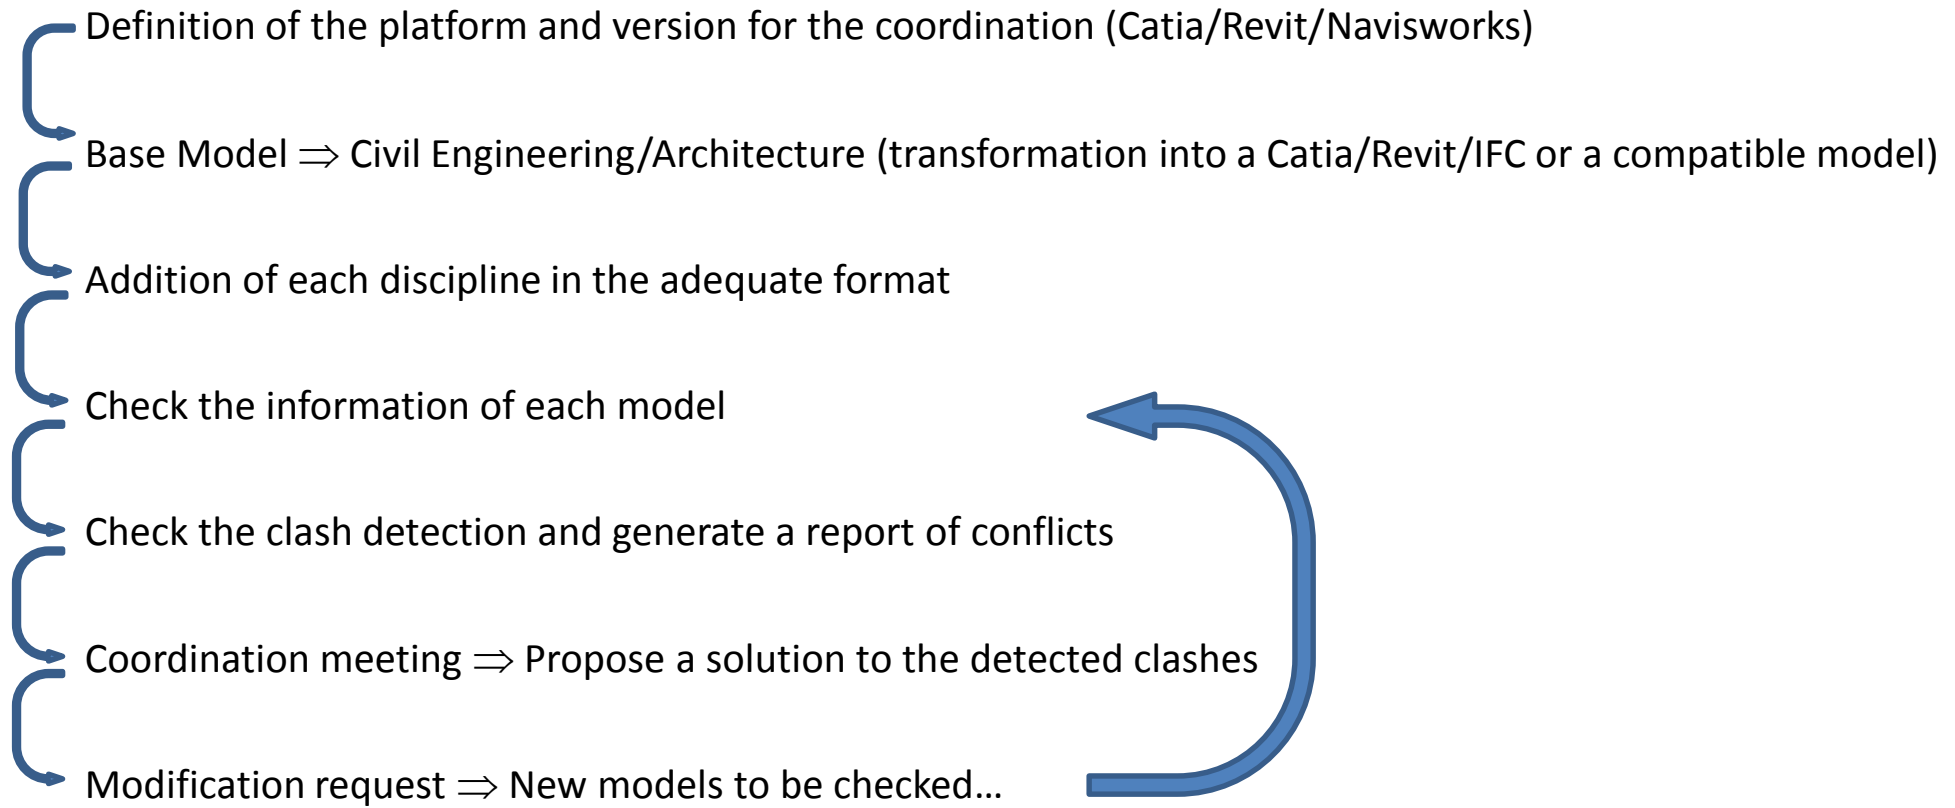 Definition of the platform and version for the coordination (Catia/Revit/Navisworks)
Base Model ⇒ Civil Engineering/Architecture (transformation into a Catia/Revit/IFC or a compatible model)
Addition of each discipline in the adequate format
Check the information of each model
Check the clash detection and generate a report of conflicts
Coordination meeting ⇒ Propose a solution to the detected clashes
Modification request ⇒ New models to be checked…